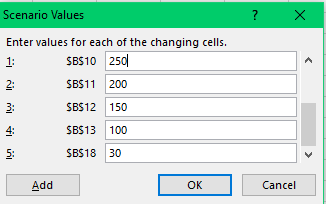 Scenario Values ? ×
Enter values for each of the changing cells.
1: $B$10 250
2: $B$11 200
3: $B$12 150
4: $B$13 100
5: $B$18 30
Add OK Cancel